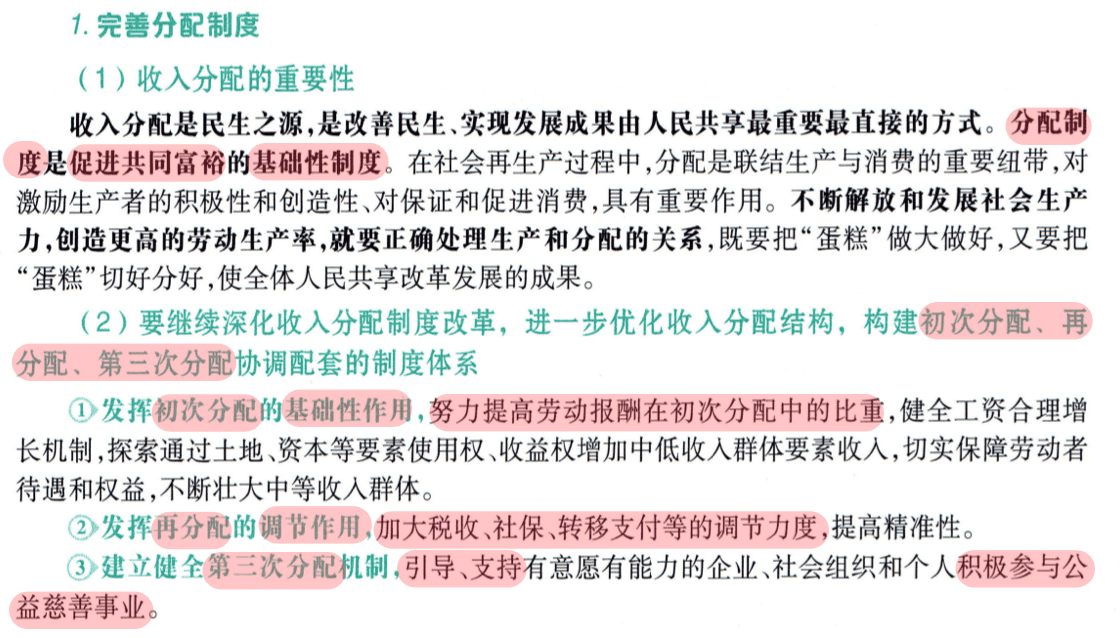 1. 完善分配制度
（1）收入分配的重要性
收入分配是民生之源,是改善民生、实现发展成果由人民共享最重要最直接的方式。分配制
度是促进共同富裕的基础性制度。在社会再生产过程中,分配是联结生产与消费的重要纽带,对
激励生产者的积极性和创造性、对保证和促进消费,具有重要作用。不断解放和发展社会生产
力,创造更高的劳动生产率,就要正确处理生产和分配的关系,既要把“蛋糕”做大做好,又要把
“蛋糕”切好分好,使全体人民共享改革发展的成果。
（2）要继续深化收入分配制度改革，进一步优化收入分配结构，构建初次分配、再
分配、第三次分配协调配套的制度体系
①发挥初次分配的基础性作用,努力提高劳动报酬在初次分配中的比重,健全工资合理增
长机制,探索通过土地、资本等要素使用权、收益权增加中低收入群体要素收入,切实保障劳动者
待遇和权益,不断壮大中等收入群体。
②发挥再分配的调节作用,加大税收、社保、转移支付等的调节力度,提高精准性。
③建立健全第三次分配机制,引导、支持有意愿有能力的企业、社会组织和个人积极参与公
益慈善事业。